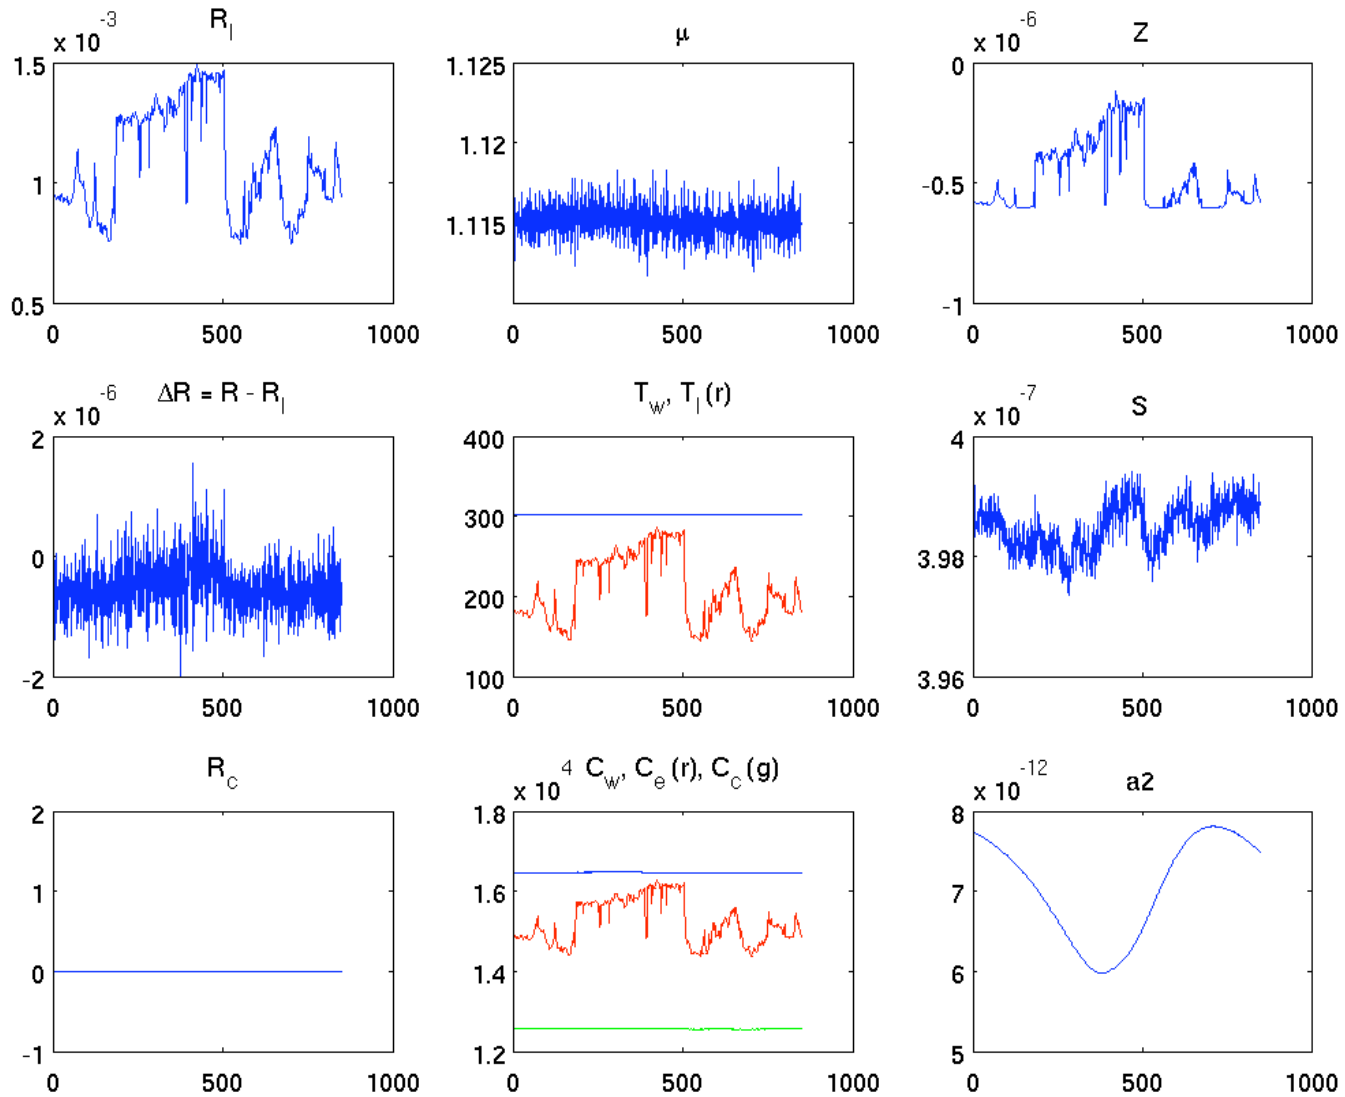 x 10 -3 R_l
1.5
1
0.5
0 500 1000
μ
1.125
1.12
1.115
0 500 1000
x 10 -6 Z
0
-0.5
-1
0 500 1000
x 10 -6 ΔR = R - R_l
2
0
-2
0 500 1000
T_w, T_l (r)
400
300
200
100
0 500 1000
x 10 -7 S
4
3.98
3.96
0 500 1000
R_c
2
1
0
-1
0 500 1000
x 10 4 C_w, C_e (r), C_c (g)
1.8
1.6
1.4
1.2
0 500 1000
x 10 -12 a2
8
7
6
5
0 500 1000